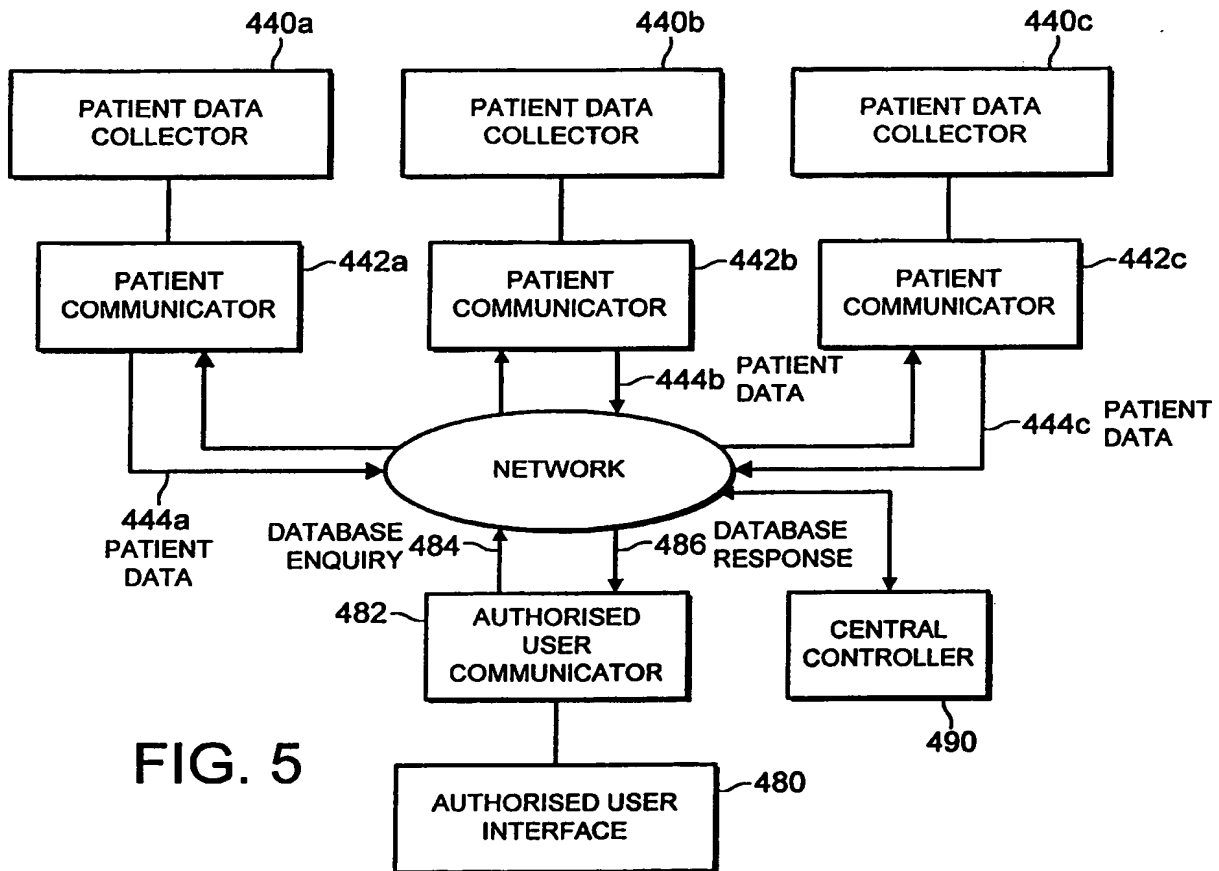 440a
440b
440c
PATIENT DATA
COLLECTOR
PATIENT DATA
COLLECTOR
PATIENT DATA
COLLECTOR
442a
442b
442c
PATIENT
COMMUNICATOR
PATIENT
COMMUNICATOR
PATIENT
COMMUNICATOR
444b
PATIENT
DATA
444c
PATIENT
DATA
NETWORK
444a
PATIENT
DATA
DATABASE
ENQUIRY
484
486
DATABASE
RESPONSE
482
AUTHORISED
USER
COMMUNICATOR
CENTRAL
CONTROLLER
490
FIG. 5
AUTHORISED USER
INTERFACE
480